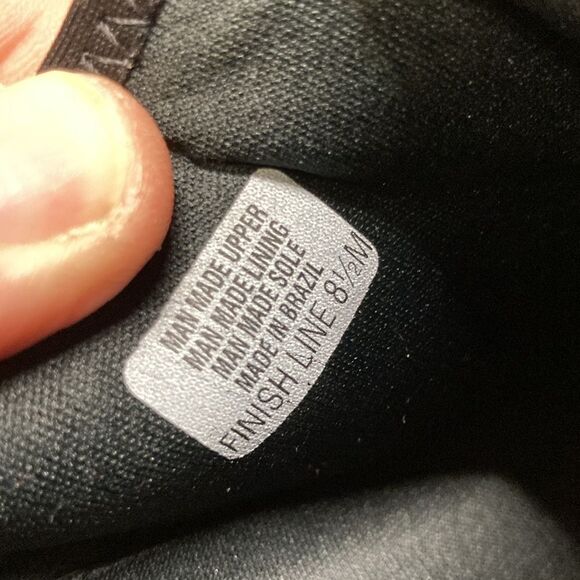 MAN MADE UPPER
MAN MADE LINING
MAN MADE SOLE
MADE IN BRAZIL
FINISH LINE 8½M